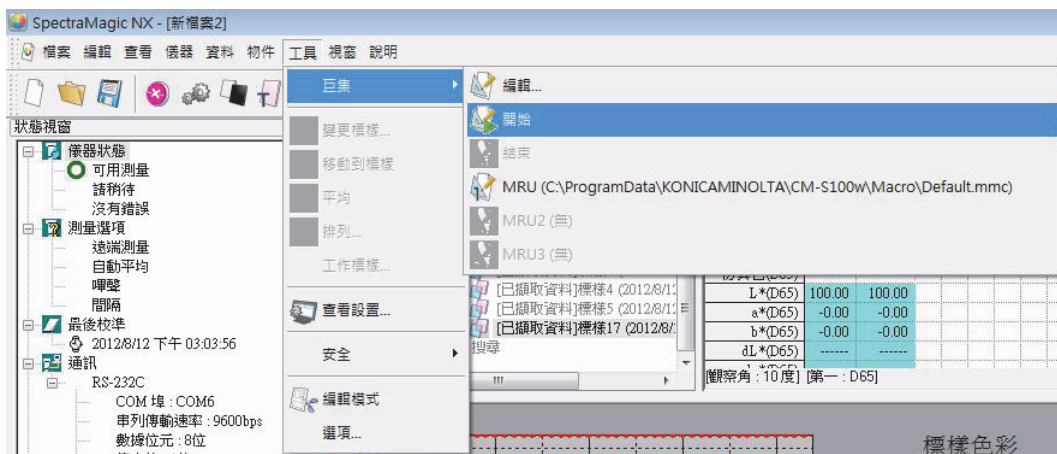 SpectraMagic NX - [新檔案2]
檔案 編輯 查看 儀器 資料 物件 工具 視窗 說明
狀態視窗
儀器狀態
可用測量
請稍待
沒有錯誤
測量選項
遠端測量
自動平均
嗶聲
間隔
最後校準
2012/8/12 下午 03:03:56
通訊
RS-232C
COM 埠 : COM6
串列傳輸速率 : 9600bps
數據位元 : 8位
巨集
變更標樣...
移動到標樣
平均
排列...
工作標樣...
查看設置...
安全
編輯模式
選項...
編輯...
開始
結束
MRU (C:\ProgramData\KONICAMINOLTA\CM-S100w\Macro\Default.mmc)
MRU2 (無)
MRU3 (無)
[已擷取資料]標樣4 (2012/8/12
[已擷取資料]標樣5 (2012/8/12
[已擷取資料]標樣17 (2012/8/
搜尋
L*(D65) 100.00 100.00
a*(D65) -0.00 -0.00
b*(D65) -0.00 -0.00
dL*(D65) ------ ------
[觀察角 : 10度] [第一 : D65]
標樣色彩